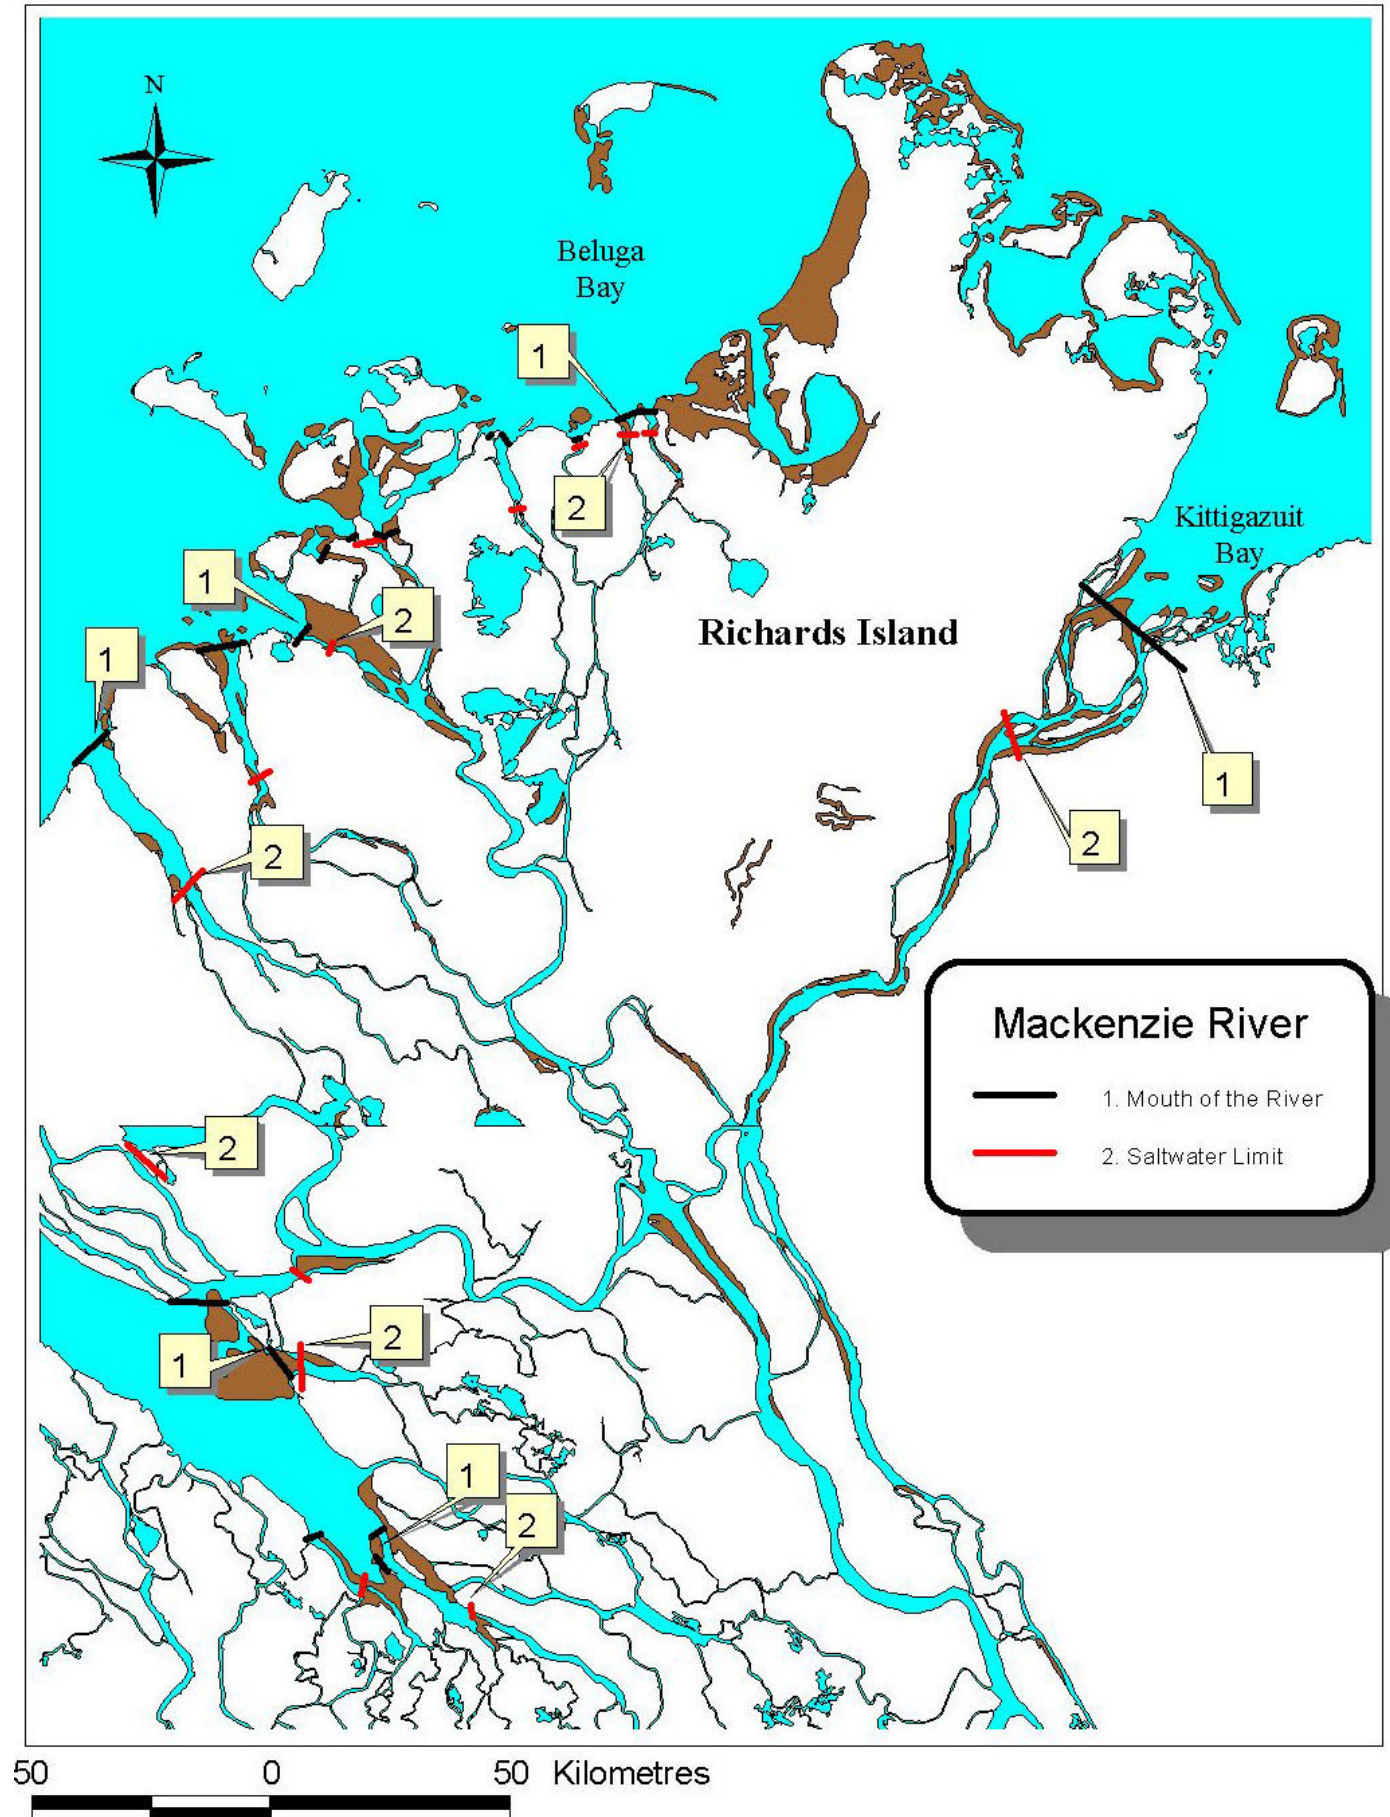 N
Beluga
Bay
1
2
Kittigazuit
Bay
1
2
Richards Island
1
1
2
2
Mackenzie River
1. Mouth of the River
2. Saltwater Limit
2
2
1
1
2
50 0 50 Kilometres